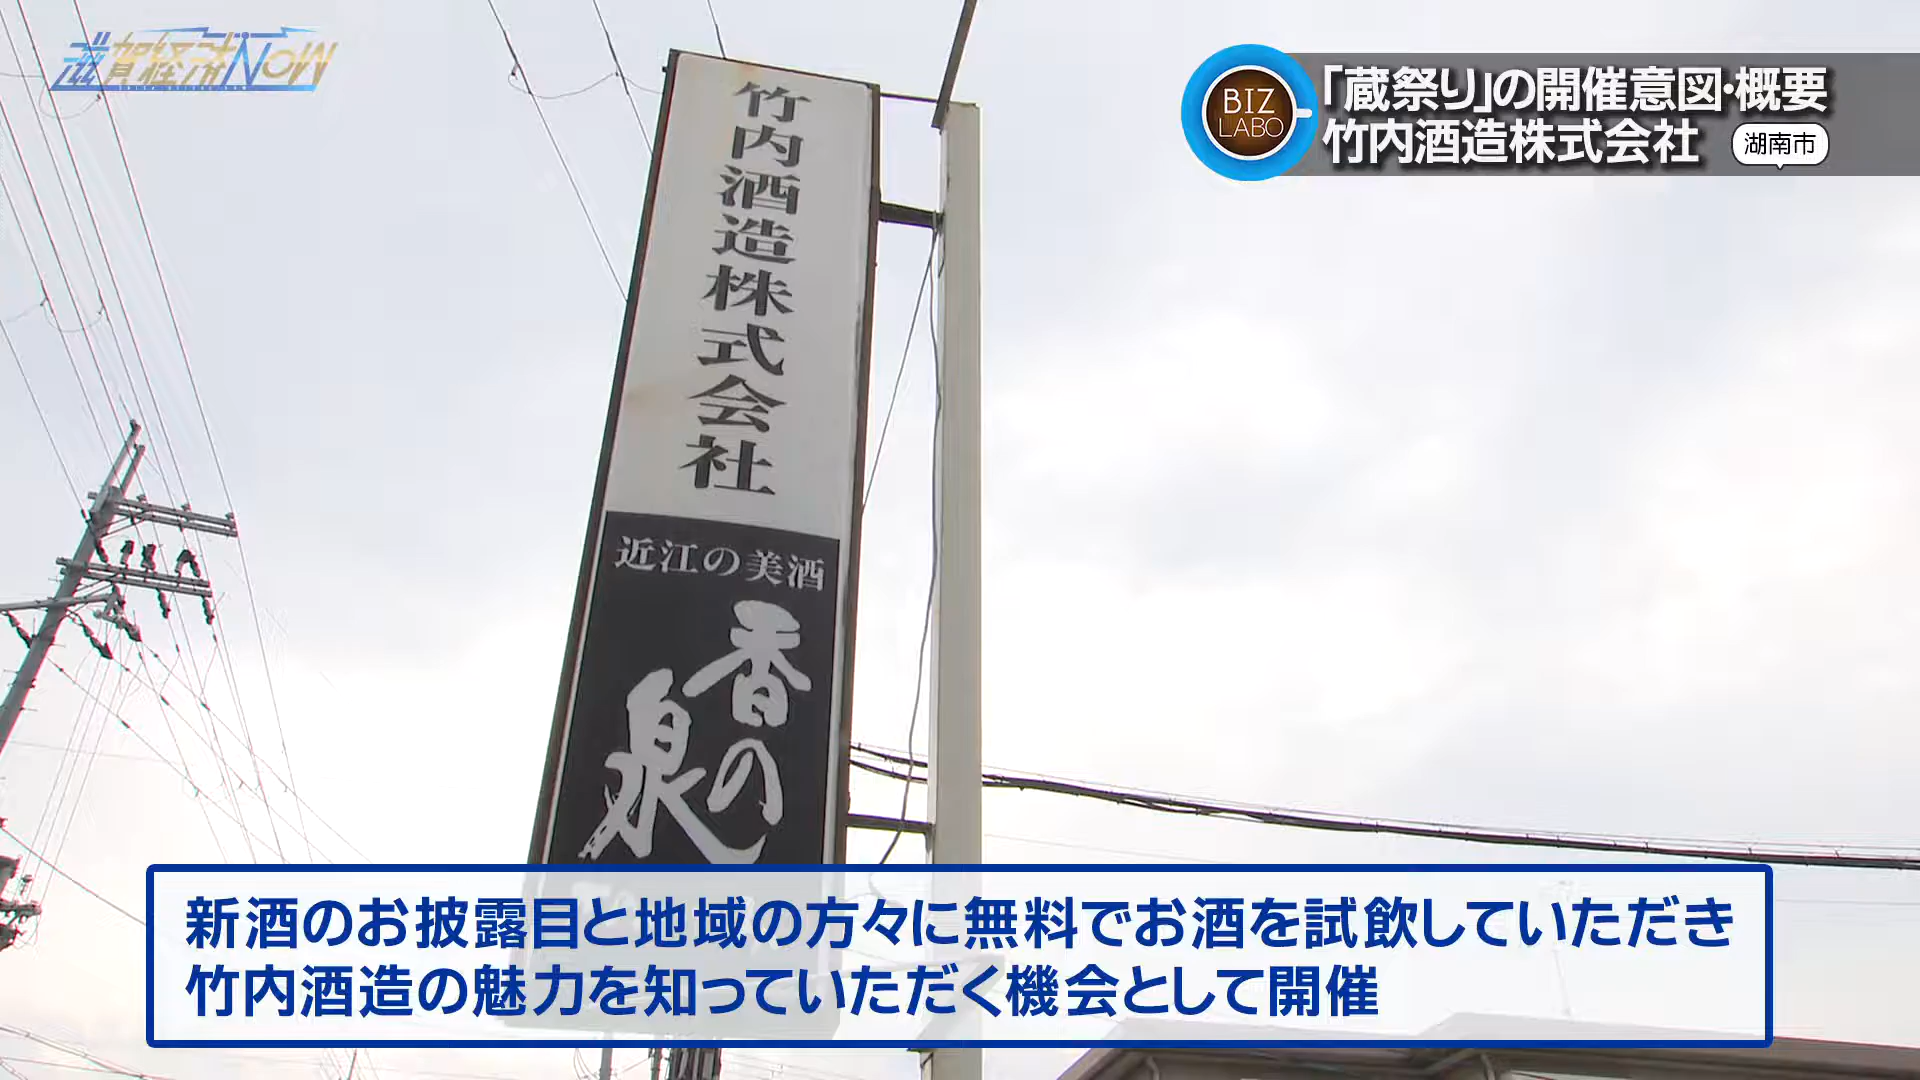 滋賀経済NOW
BIZ
LABO
「蔵祭り」の開催意図・概要
竹内酒造株式会社
湖南市
竹内酒造株式会社
近江の美酒
香の泉
新酒のお披露目と地域の方々に無料でお酒を試飲していただき
竹内酒造の魅力を知っていただく機会として開催